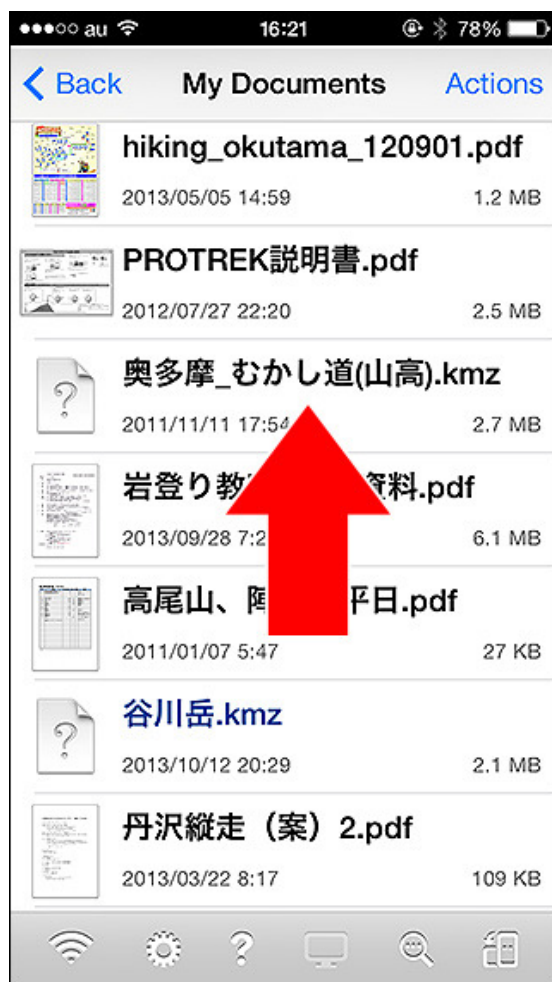 au 16:21 78%
Back My Documents Actions
hiking_okutama_120901.pdf
2013/05/05 14:59 1.2 MB
PROTREK説明書.pdf
2012/07/27 22:20 2.5 MB
奥多摩_むかし道(山高).kmz
2011/11/11 17:54 2.7 MB
岩登り教 資料.pdf
2013/09/28 7:2 6.1 MB
高尾山、陣 平日.pdf
2011/01/07 5:47 27 KB
谷川岳.kmz
2013/10/12 20:29 2.1 MB
丹沢縦走（案）2.pdf
2013/03/22 8:17 109 KB